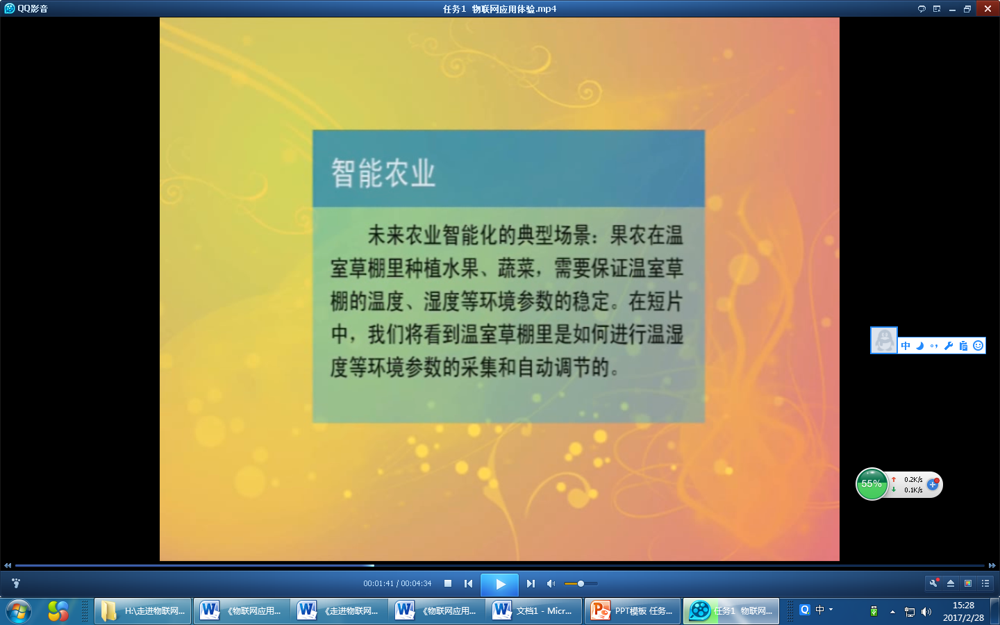 QQ影音
任务1 物联网应用体验.mp4
智能农业
未来农业智能化的典型场景：果农在温
室草棚里种植水果、蔬菜，需要保证温室草
棚的温度、湿度等环境参数的稳定。在短片
中，我们将看到温室草棚里是如何进行温湿
度等环境参数的采集和自动调节的。
中
55%
0.2K/s
0.1K/s
00:01:41 / 00:04:34
H:\走进物联网...
《物联网应用...
《走进物联网...
《物联网应用...
文档1 - Micr...
PPT模板 任务...
任务1 物联网...
中
15:28
2017/2/28